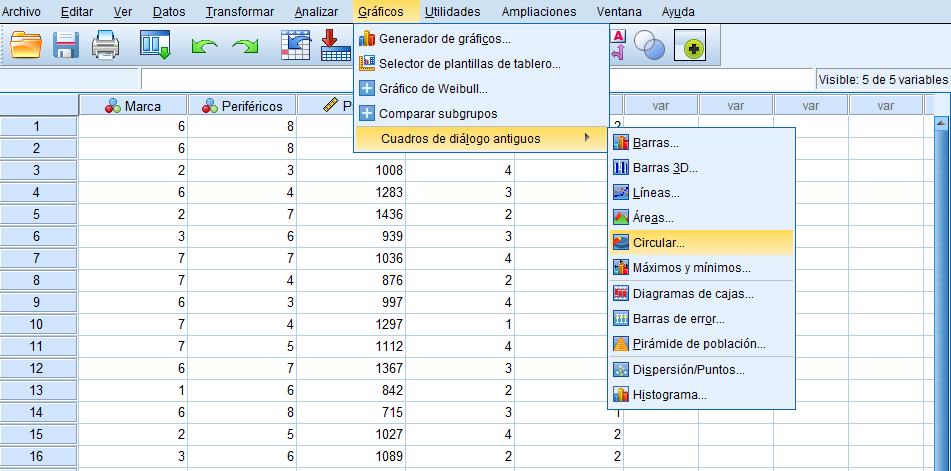 Archivo Editar Ver Datos Transformar Analizar Gráficos Utilidades Ampliaciones Ventana Ayuda
Generador de gráficos...
Selector de plantillas de tablero...
Gráfico de Weibull...
Comparar subgrupos
Cuadros de diálogo antiguos
Barras...
Barras 3D...
Líneas...
Áreas...
Circular...
Máximos y mínimos...
Diagramas de cajas...
Barras de error...
Pirámide de población...
Dispersión/Puntos...
Histograma...
Visible: 5 de 5 variables
Marca Periféricos var var var var
1 6 8 2
2 6 8
3 2 3 1008 4
4 6 4 1283 3
5 2 7 1436 2
6 3 6 939 3
7 7 7 1036 4
8 7 4 876 2
9 6 3 997 4
10 7 4 1297 1
11 7 5 1112 4
12 6 7 1367 3
13 1 6 842 2
14 6 8 715 3 1
15 2 5 1027 4 2
16 3 6 1089 2 2